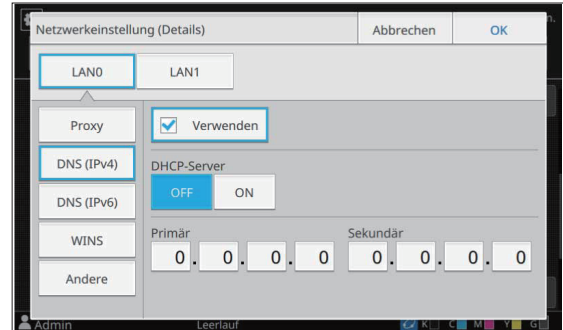 Netzwerkeinstellung (Details)
Abbrechen
OK
n.
LAN0
LAN1
Proxy
Verwenden
DNS (IPv4)
DHCP-Server
OFF
ON
DNS (IPv6)
Primär
Sekundär
WINS
0. 0. 0. 0
0. 0. 0. 0
Andere
Admin
Leerlauf
K C M Y G